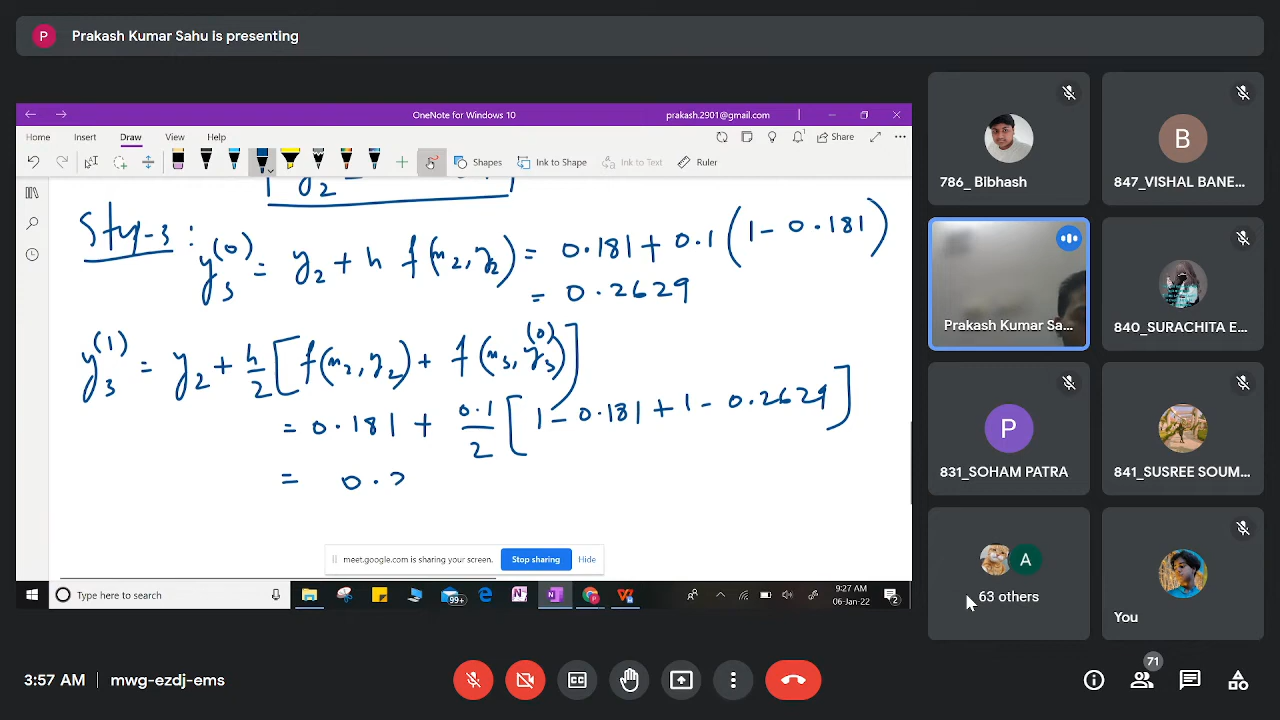 P Prakash Kumar Sahu is presenting
OneNote for Windows 10
prakash.2901@gmail.com
Home Insert Draw View Help
Share
Shapes Ink to Shape Ink to Text Ruler
Step-3 :
y₃⁽⁰⁾ = y₂ + h f(x₂, y₂) = 0.181 + 0.1 (1 - 0.181)
= 0.2629
y₃⁽¹⁾ = y₂ + h/2 [f(x₂, y₂) + f(x₃, y₃⁽⁰⁾)]
= 0.181 + 0.1/2 [1 - 0.181 + 1 - 0.2629]
= 0.2
meet.google.com is sharing your screen. Stop sharing Hide
Type here to search
99+
9:27 AM
06-Jan-22
2
786_ Bibhash
B
847_VISHAL BANE...
Prakash Kumar Sa...
840_SURACHITA E...
P
831_SOHAM PATRA
841_SUSREE SOUM...
A
63 others
You
3:57 AM | mwg-ezdj-ems
71